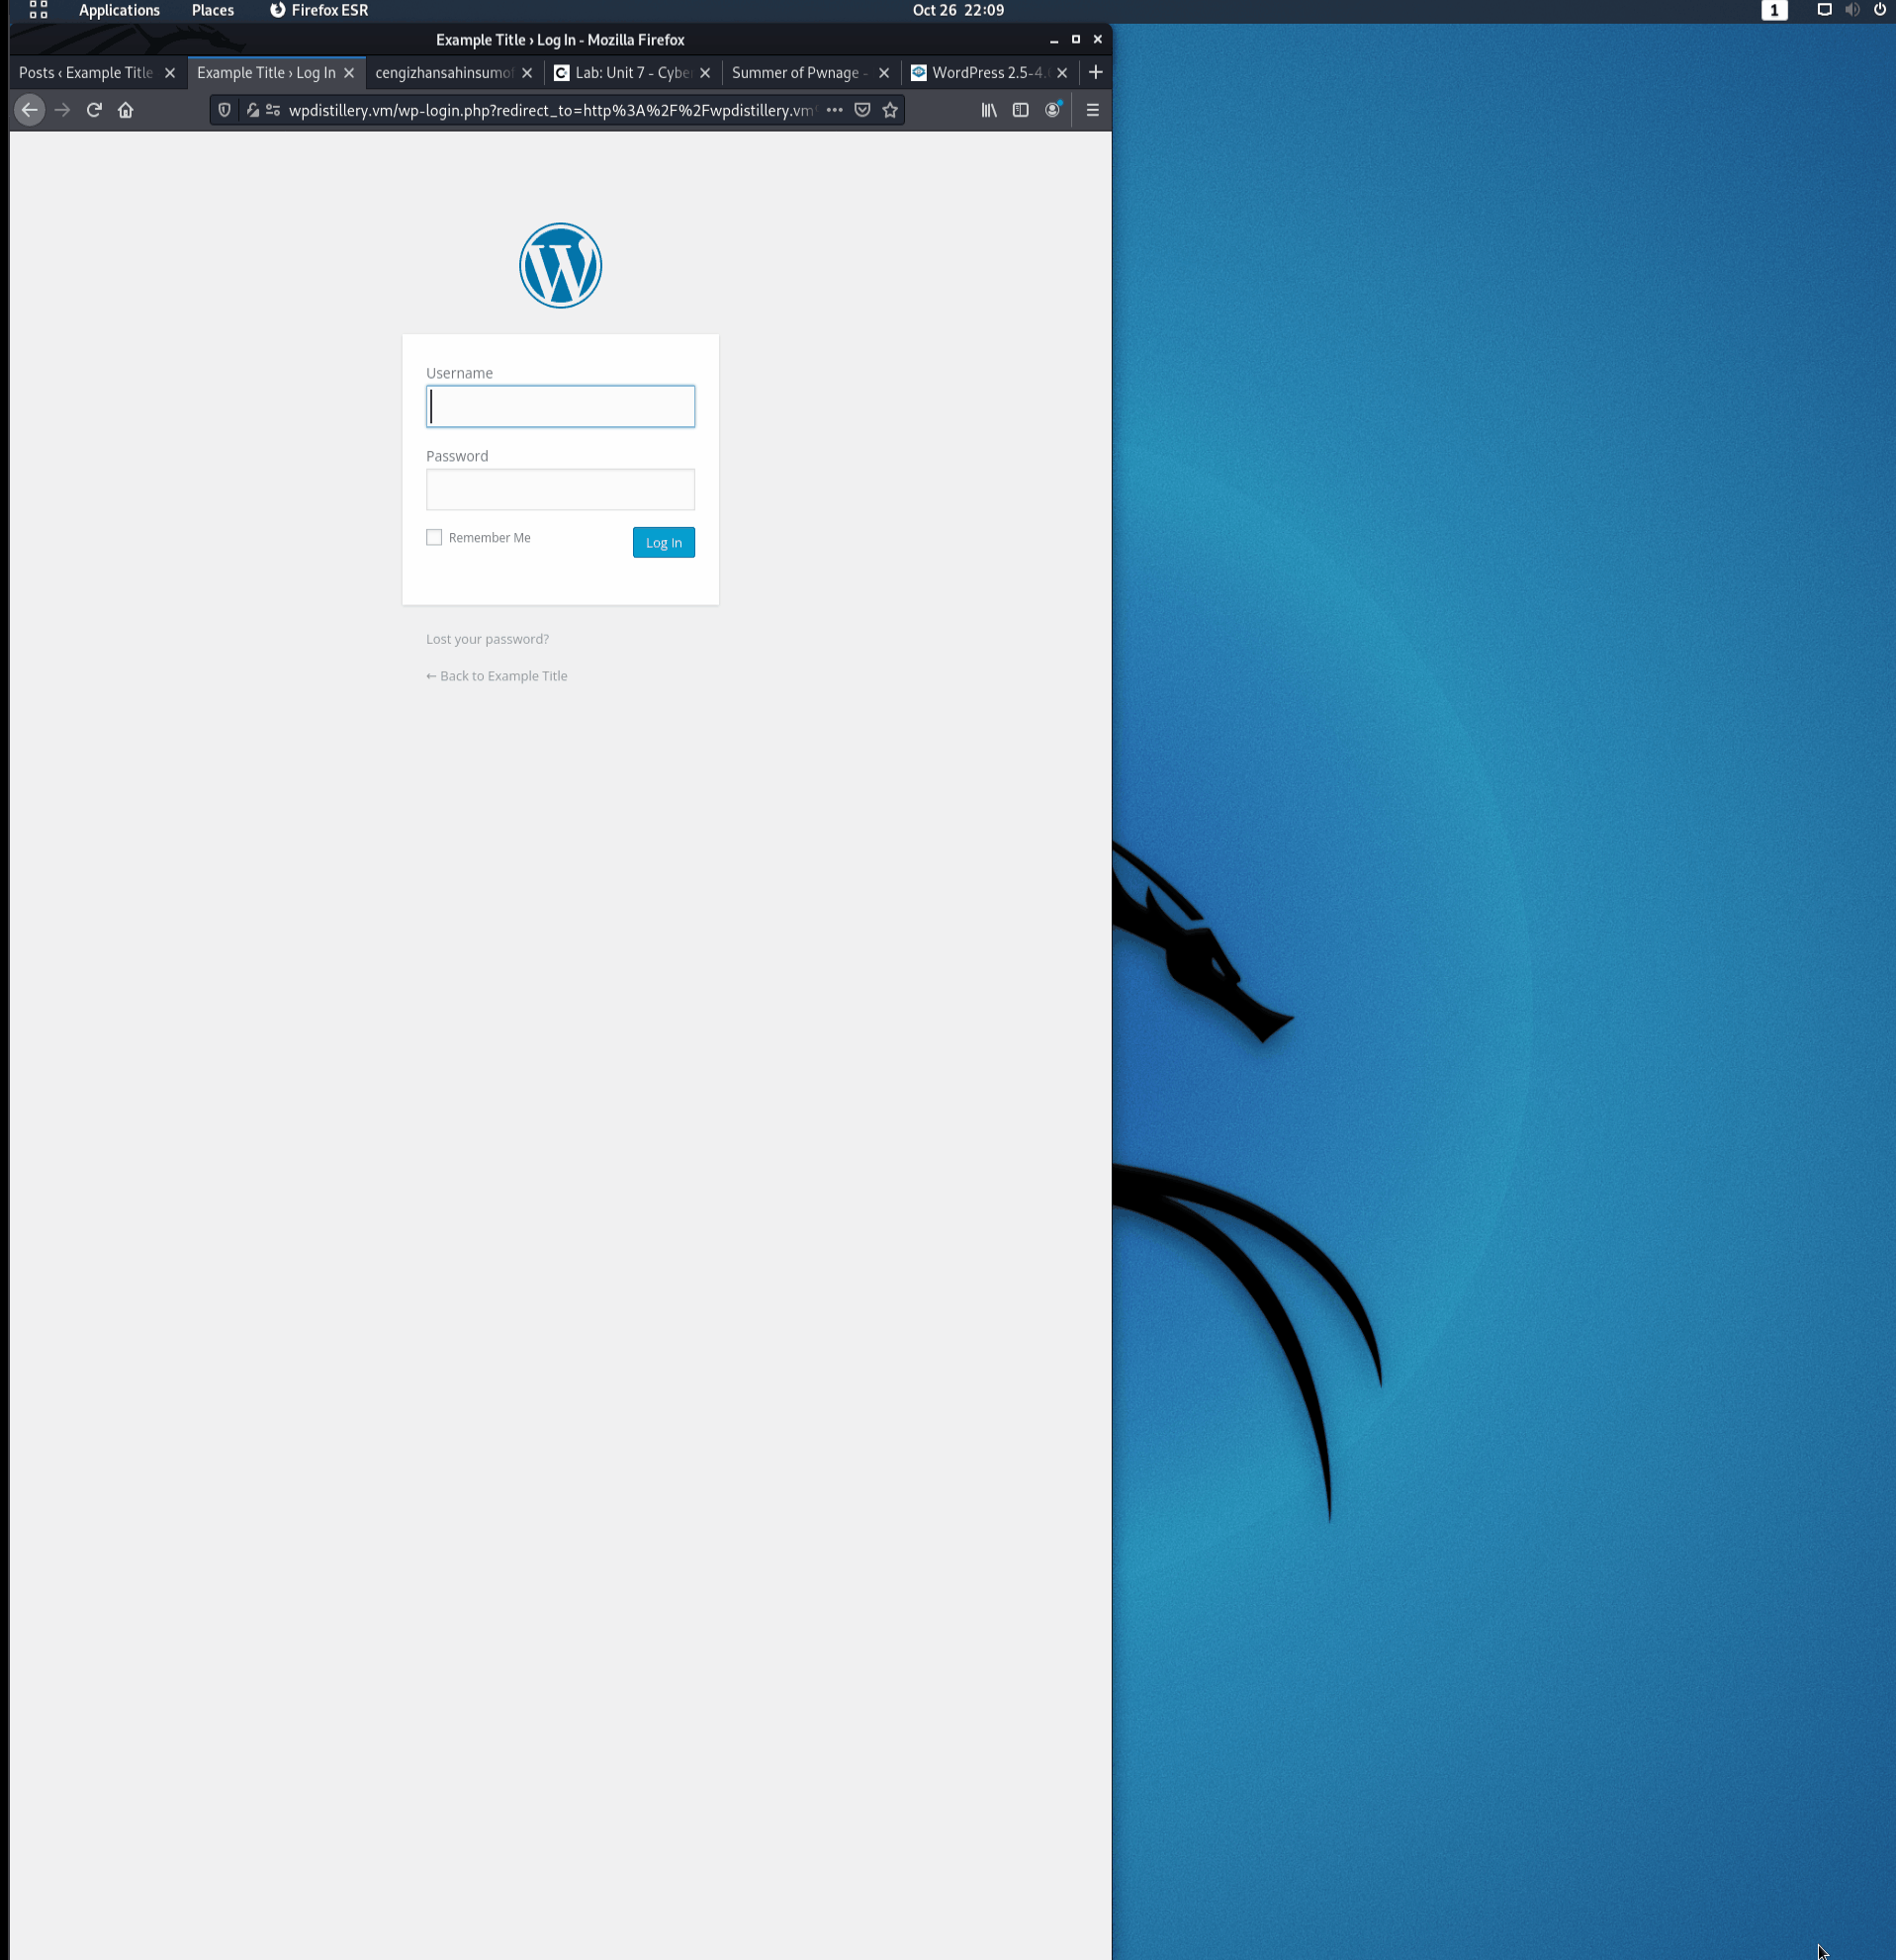 Applications Places Firefox ESR Oct 26 22:09 1
Example Title › Log In - Mozilla Firefox
Posts ‹ Example Title Example Title › Log In cengizhansahinsumof Lab: Unit 7 - Cybe Summer of Pwnage - WordPress 2.5-4.
wpdistillery.vm/wp-login.php?redirect_to=http%3A%2F%2Fwpdistillery.vm
Username
Password
Remember Me Log In
Lost your password?
← Back to Example Title